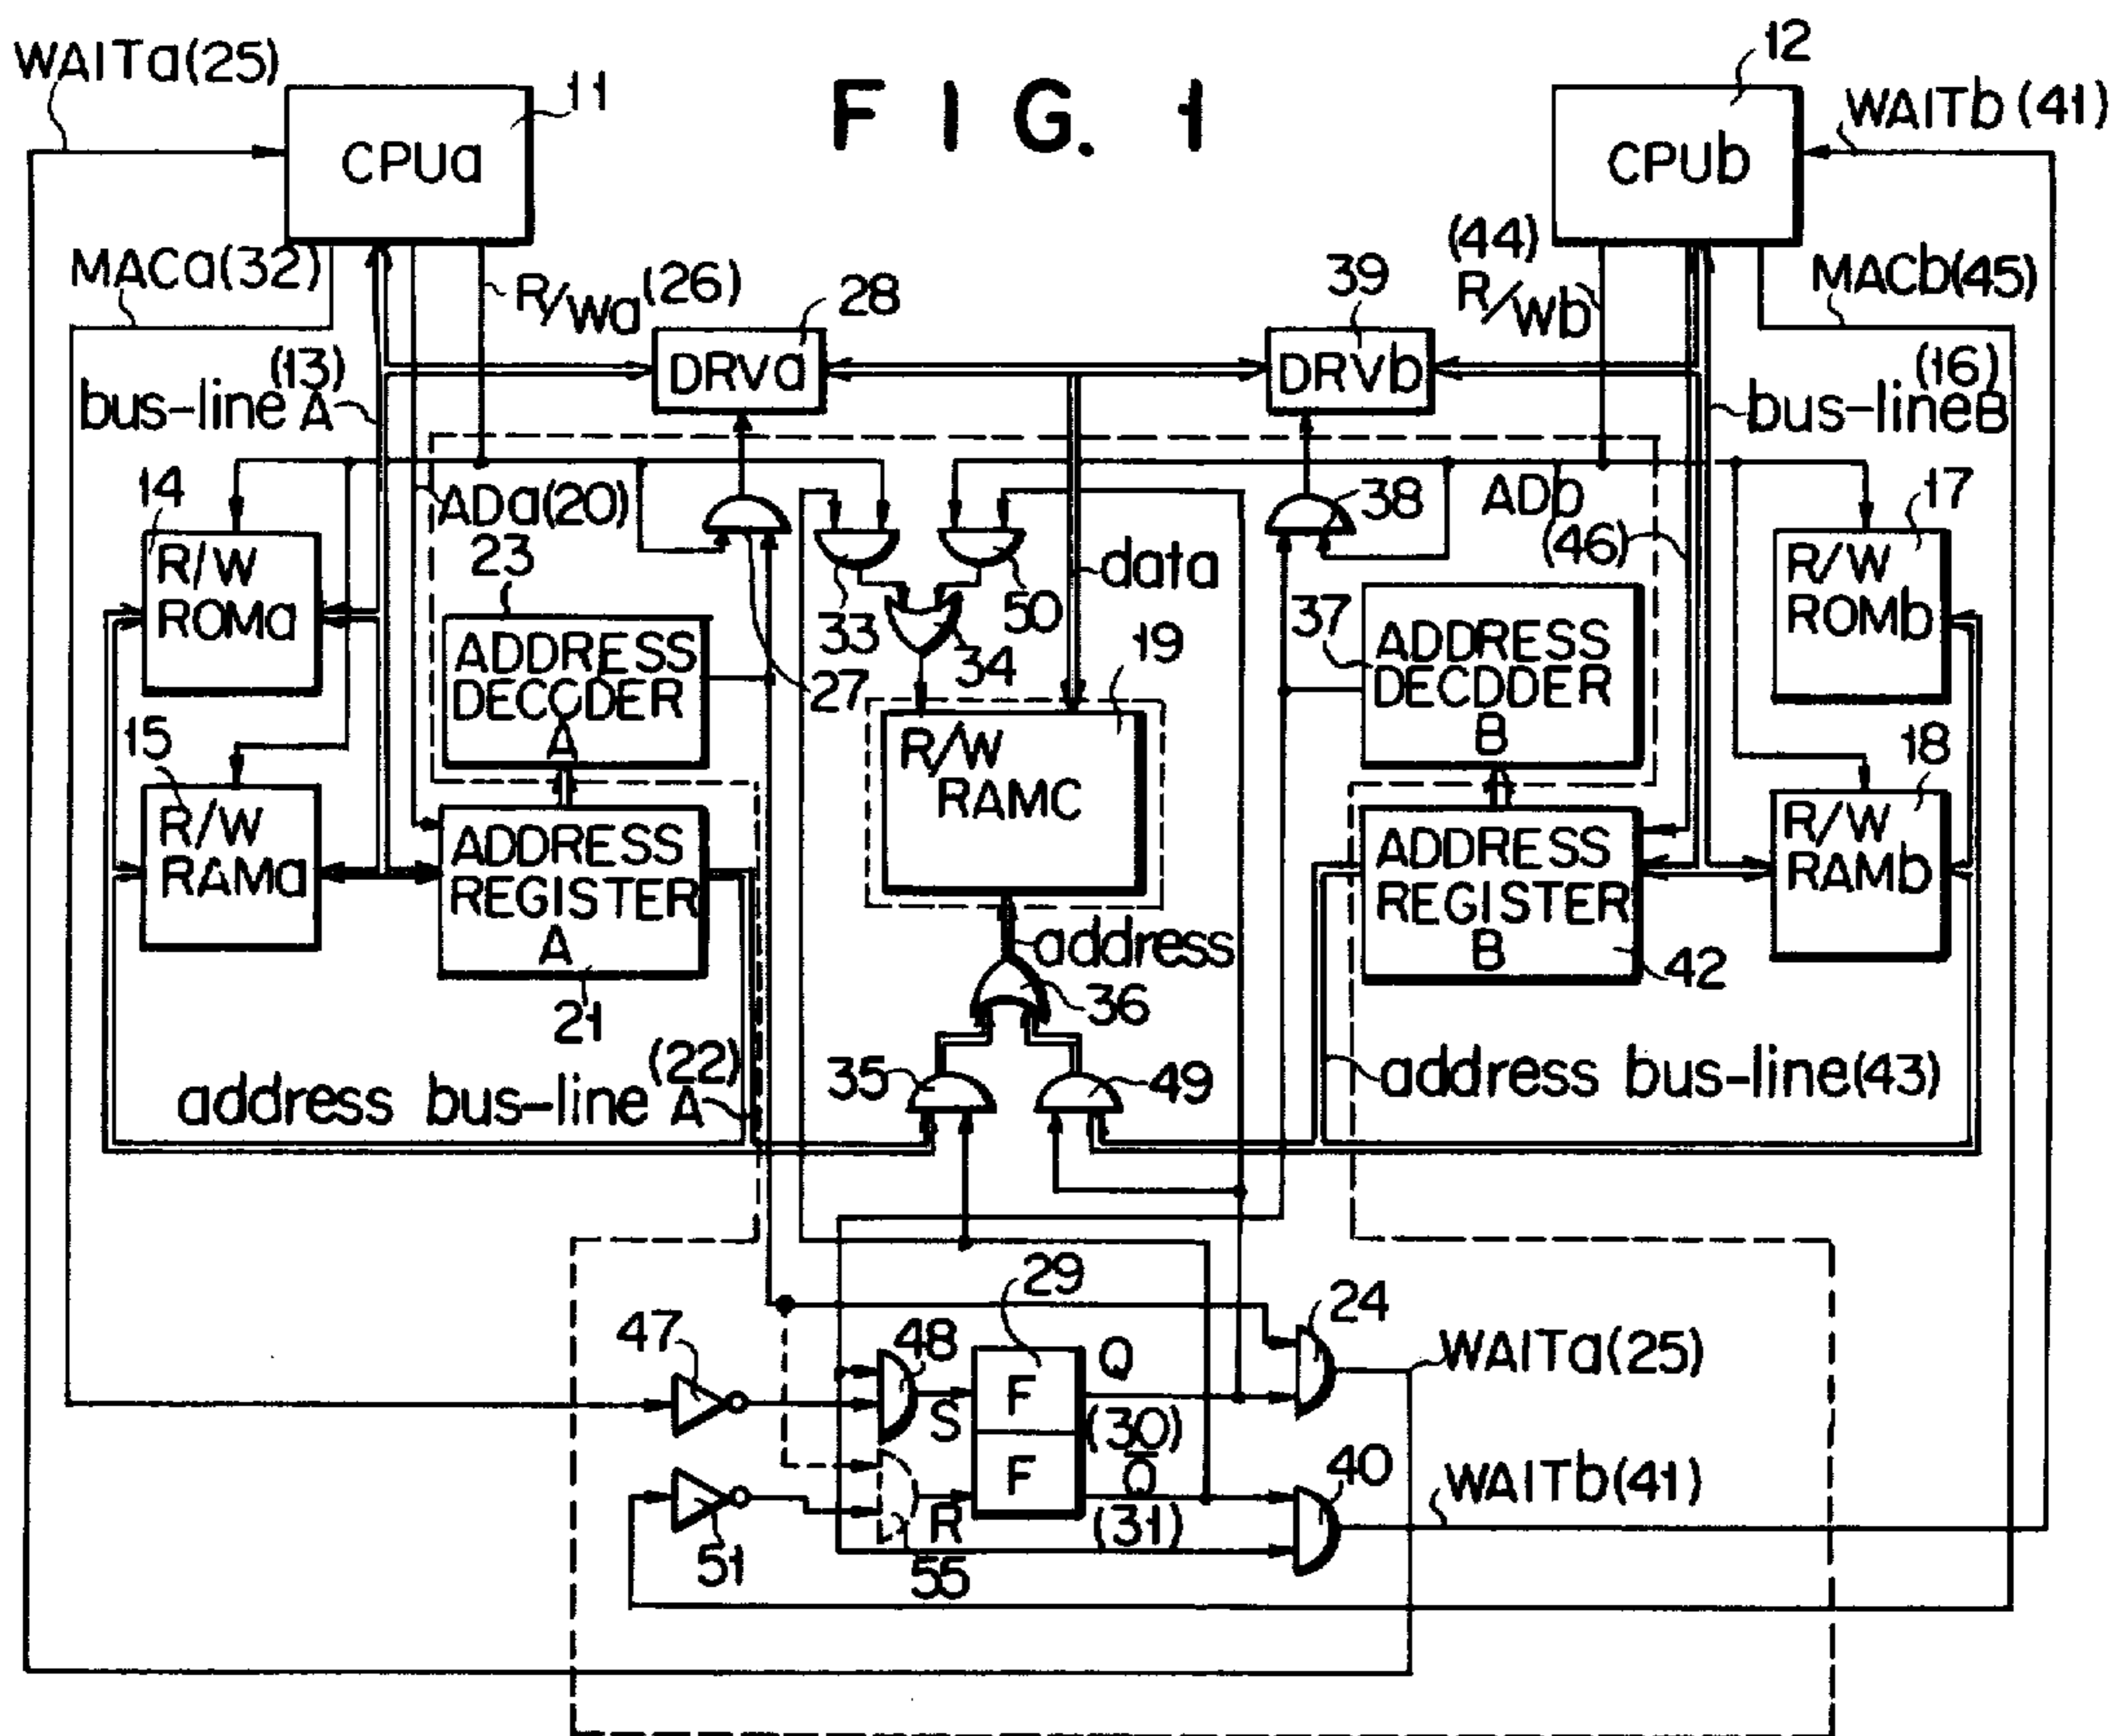 FIG. 1
WAITa(25)
CPUa
11
12
CPUb
WAITb(41)
MACa(32)
R/Wa(26)
28
DRVa
39
DRVb
(44)
R/Wb
MACb(45)
(13)
bus-line A
(16)
bus-lineB
14
R/W
ROMa
ADa(20)
23
ADDRESS
DECODER
A
27
33
50
34
data
38
ADb
(46)
17
R/W
ROMb
37
ADDRESS
DECDDER
B
19
R/W
RAMC
15
R/W
RAMa
ADDRESS
REGISTER
A
21
18
R/W
RAMb
ADDRESS
REGISTER
B
42
address
36
35
49
(22)
address bus-line A
address bus-line(43)
29
24
47
48
S
F
F
Q
(30)
Q̅
(31)
R
51
55
40
WAITa(25)
WAITb(41)